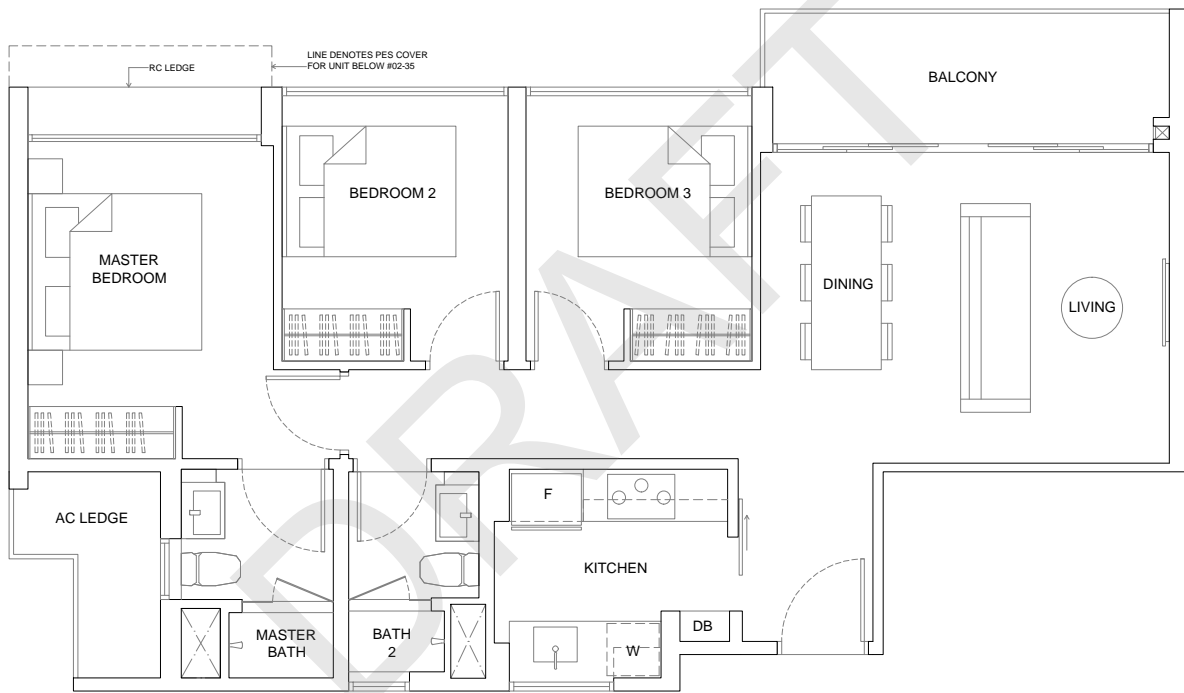 LINE DENOTES PES COVER
FOR UNIT BELOW #02-35
RC LEDGE
BALCONY
BEDROOM 2
BEDROOM 3
MASTER
BEDROOM
DINING
LIVING
AC LEDGE
F
KITCHEN
MASTER
BATH
BATH
2
W
DB
DRAFT